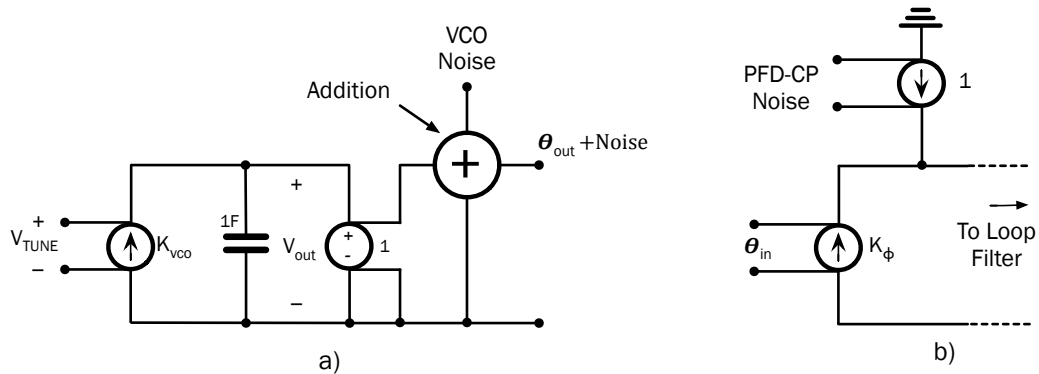 VCO
Noise
Addition
θout +Noise
+
+
VTUNE
−
Kvco
1F
+
Vout
−
+
-
1
a)
PFD-CP
Noise
1
θin
Kϕ
To Loop
Filter
b)